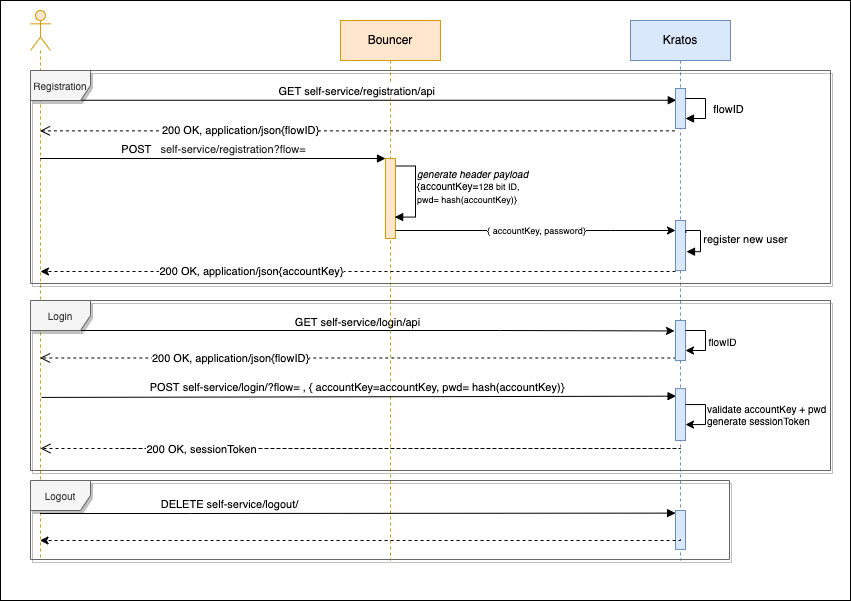 Bouncer
Kratos
Registration
GET self-service/registration/api
flowID
200 OK, application/json{flowID}
POST self-service/registration?flow=
generate header payload
{accountKey=128 bit ID,
pwd= hash(accountKey)}
{ accountKey, password}
register new user
200 OK, application/json{accountKey}
Login
GET self-service/login/api
flowID
200 OK, application/json{flowID}
POST self-service/login/?flow= , { accountKey=accountKey, pwd= hash(accountKey)}
validate accountKey + pwd
generate sessionToken
200 OK, sessionToken
Logout
DELETE self-service/logout/